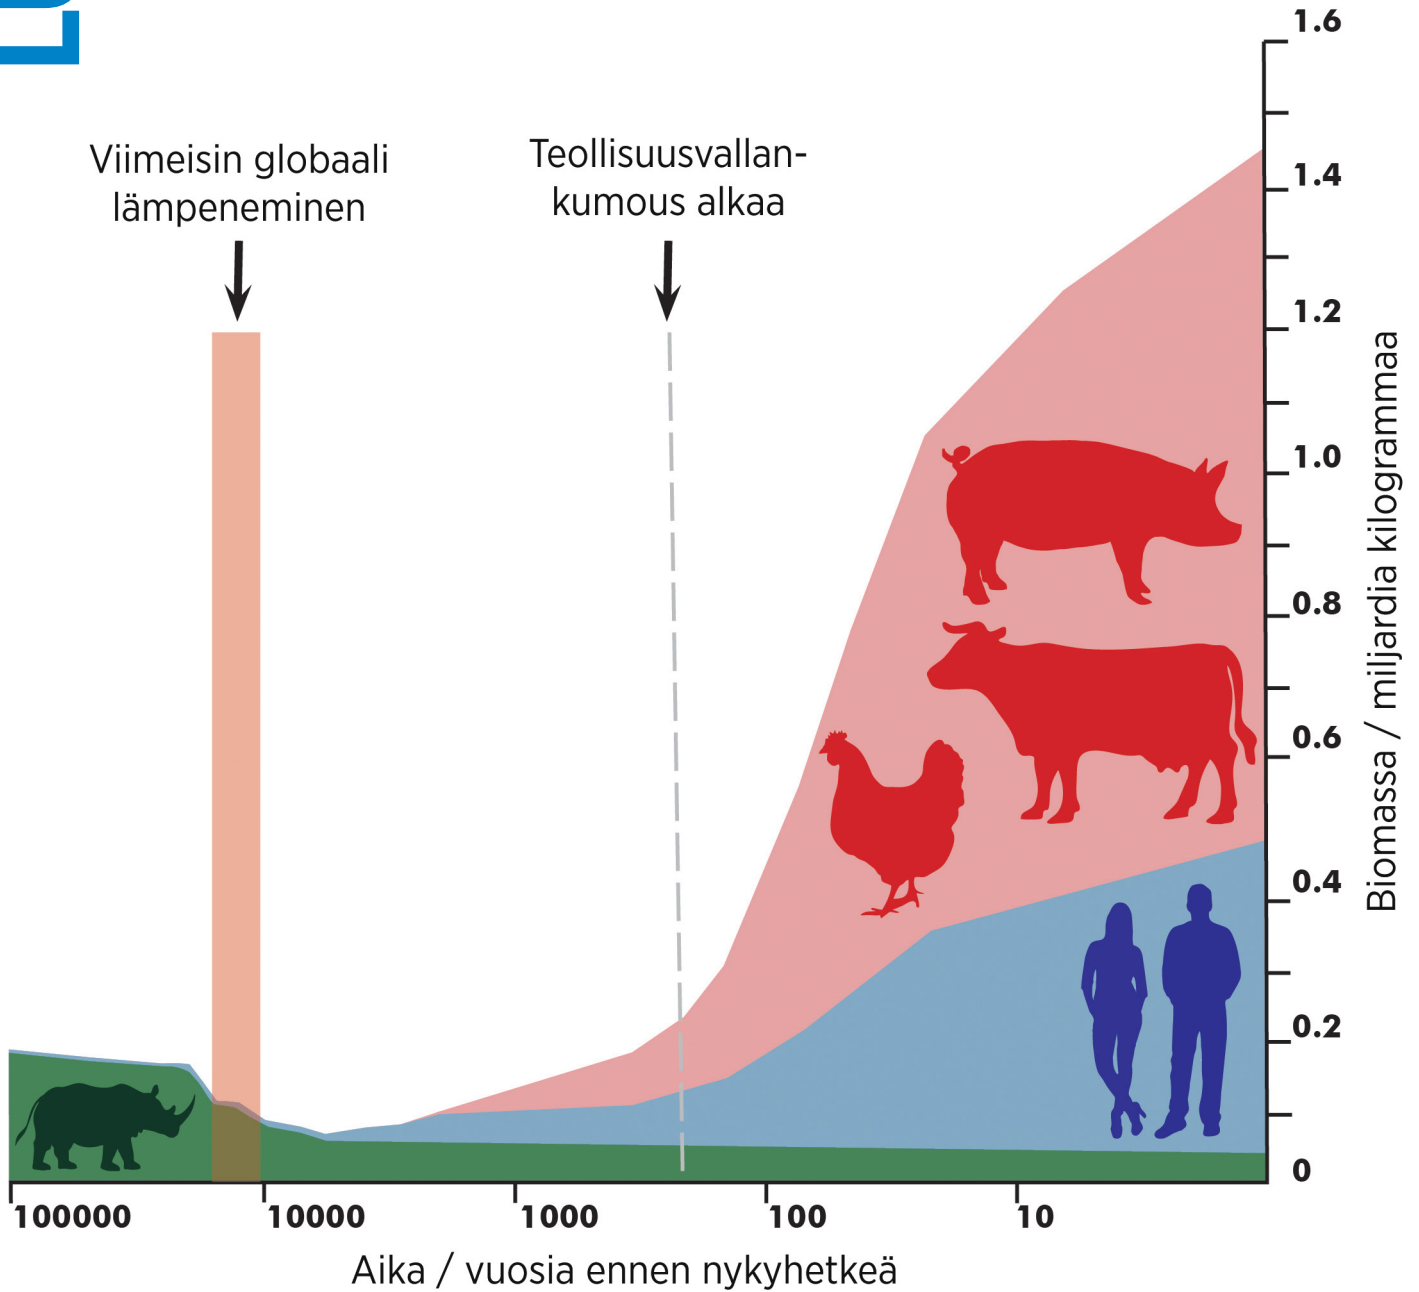 Viimeisin globaali
lämpeneminen
Teollisuusvallan-
kumous alkaa
1.6
1.4
1.2
1.0
0.8
0.6
0.4
0.2
0
Biomassa / miljardia kilogrammaa
100000
10000
1000
100
10
Aika / vuosia ennen nykyhetkeä